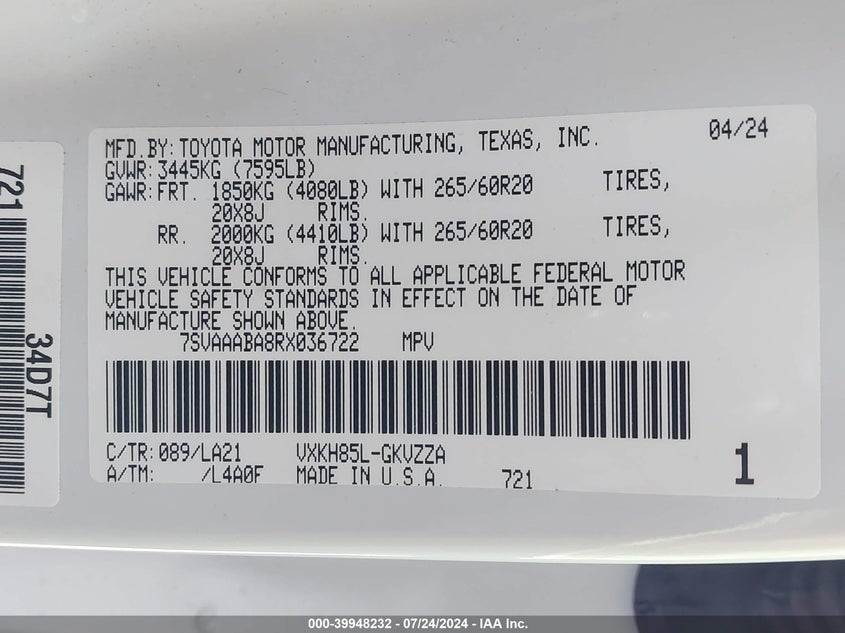 MFD.BY:TOYOTA MOTOR MANUFACTURING, TEXAS, INC. 04/24
GVWR:3445KG (7595LB)
GAWR:FRT. 1850KG (4080LB) WITH 265/60R20 TIRES,
20X8J RIMS.
RR. 2000KG (4410LB) WITH 265/60R20 TIRES,
20X8J RIMS.
THIS VEHICLE CONFORMS TO ALL APPLICABLE FEDERAL MOTOR
VEHICLE SAFETY STANDARDS IN EFFECT ON THE DATE OF
MANUFACTURE SHOWN ABOVE.
7SVAAABA8RX036722 MPV
C/TR:089/LA21 VXKH85L-GKVZZA
A/TM: /L4A0F MADE IN U.S.A. 721 1
721 34D7T
000-39948232 - 07/24/2024 - IAA Inc.